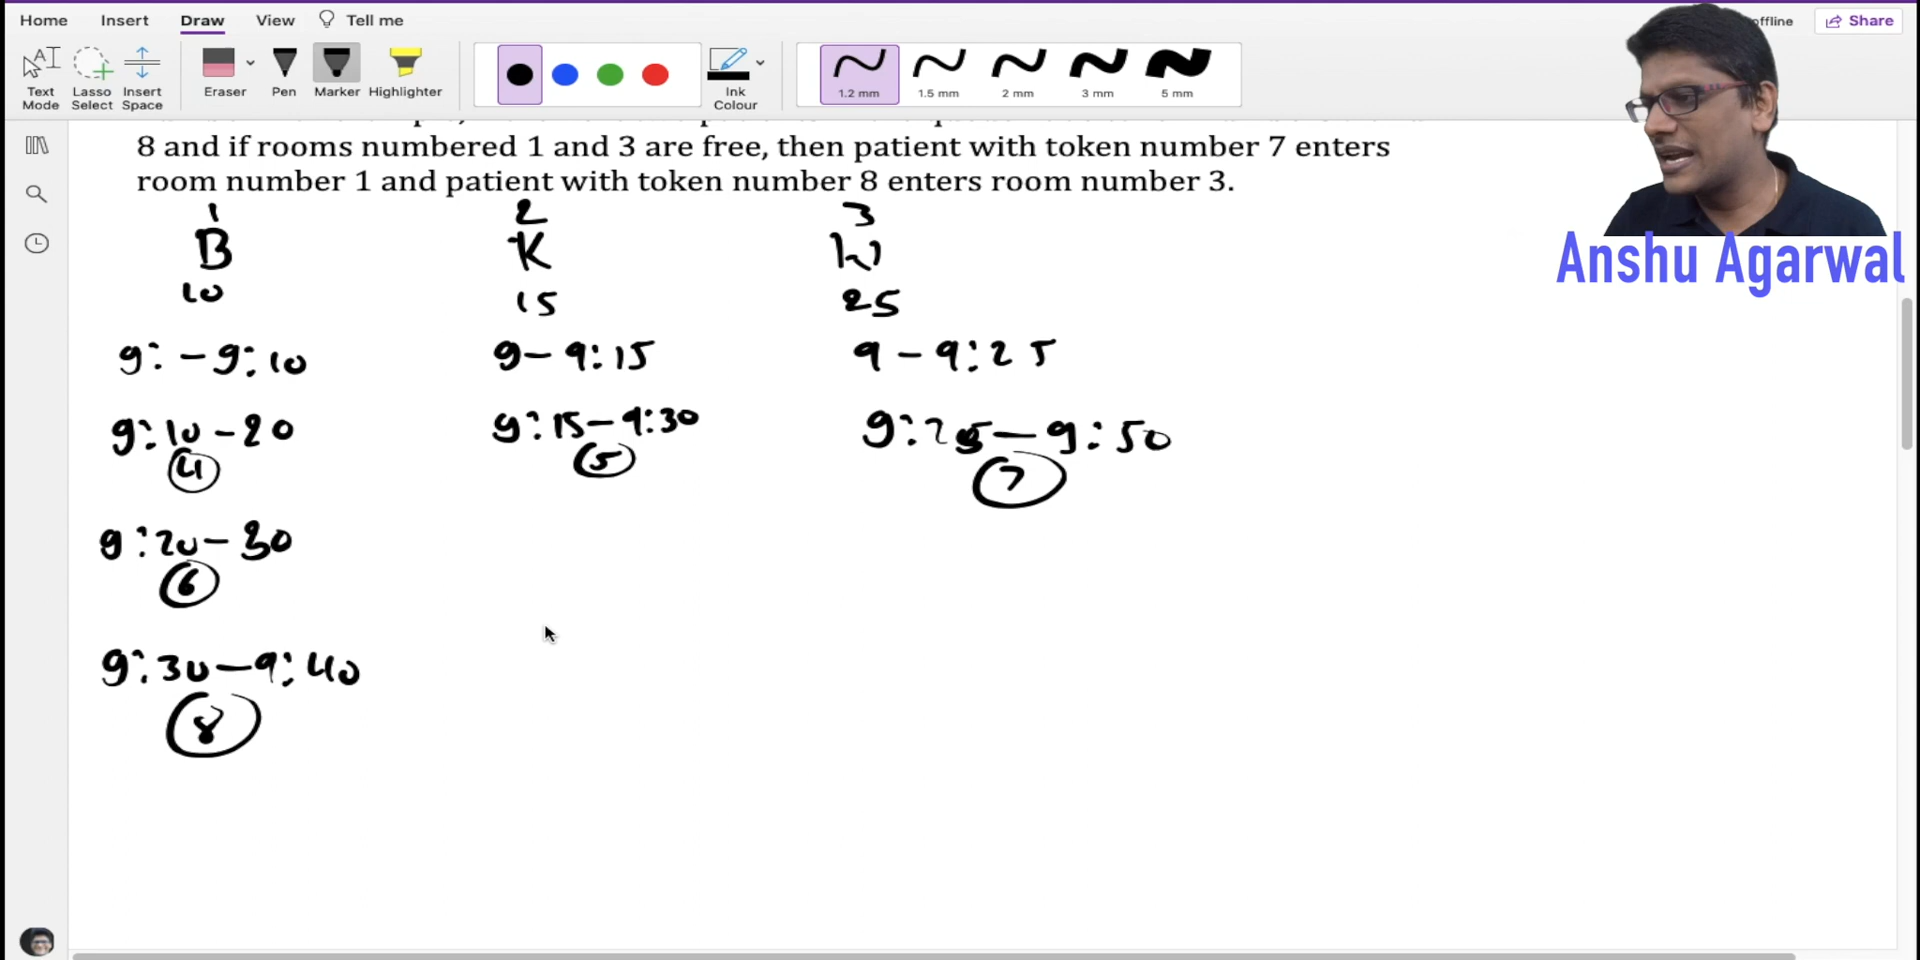 Home Insert Draw View Tell me offline Share
Text Mode Lasso Select Insert Space Eraser Pen Marker Highlighter Ink Colour 1.2 mm 1.5 mm 2 mm 3 mm 5 mm
8 and if rooms numbered 1 and 3 are free, then patient with token number 7 enters
room number 1 and patient with token number 8 enters room number 3.
Anshu Agarwal
1 2 3
B K
10 15 25
9: - 9:10 9 - 9:15 9 - 9:25
9:10 - 20 9:15 - 9:30 9:25 - 9:50
4 5 7
9:20 - 30
6
9:30 - 9:40
8